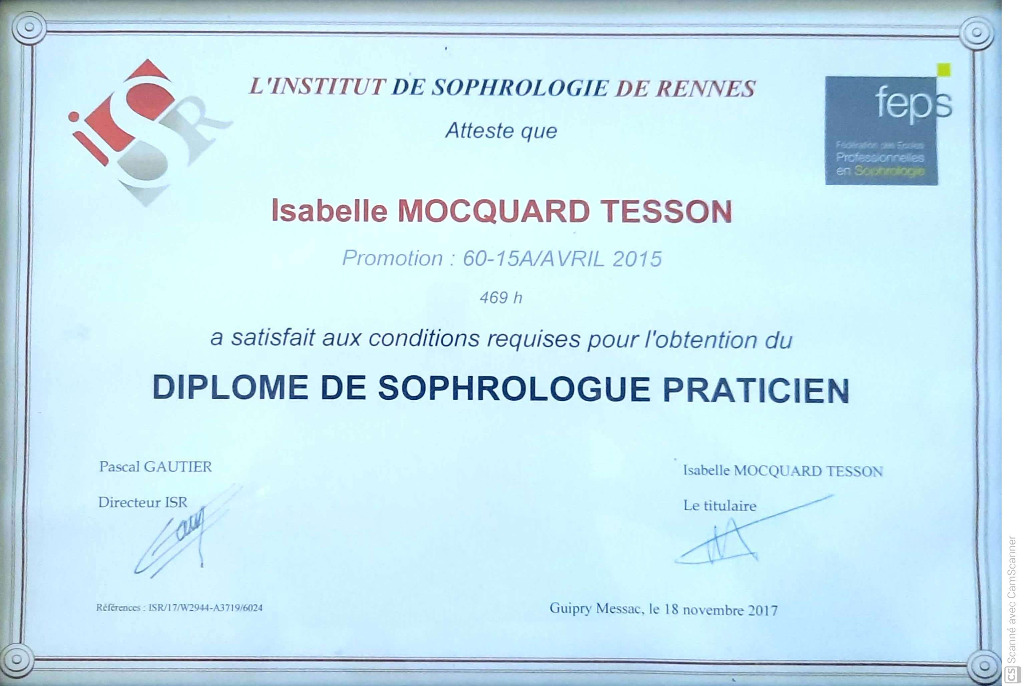 iSR
L'INSTITUT DE SOPHROLOGIE DE RENNES
feps
Fédération des Ecoles
Professionnelles
en Sophrologie
Atteste que
Isabelle MOCQUARD TESSON
Promotion : 60-15A/AVRIL 2015
469 h
a satisfait aux conditions requises pour l'obtention du
DIPLOME DE SOPHROLOGUE PRATICIEN
Pascal GAUTIER
Directeur ISR
Isabelle MOCQUARD TESSON
Le titulaire
Références : ISR/17/W2944-A3719/6024
Guipry Messac, le 18 novembre 2017
CS Scanné avec CamScanner